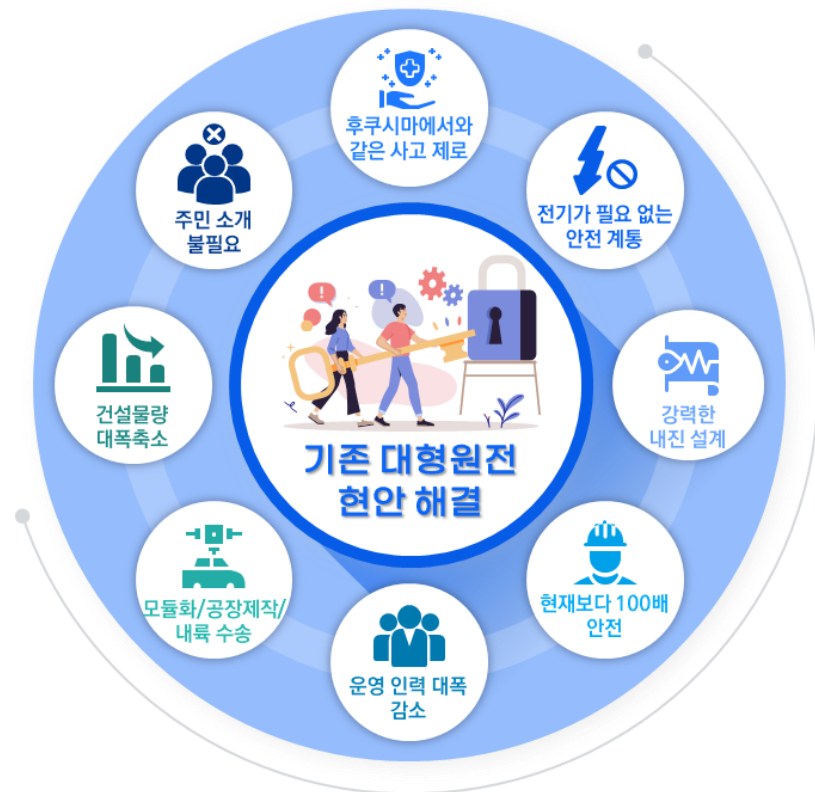 후쿠시마에서와
같은 사고 제로
전기가 필요 없는
안전 계통
강력한
내진 설계
현재보다 100배
안전
운영 인력 대폭
감소
모듈화/공장제작/
내륙 수송
건설물량
대폭축소
주민 소개
불필요
기존 대형원전
현안 해결